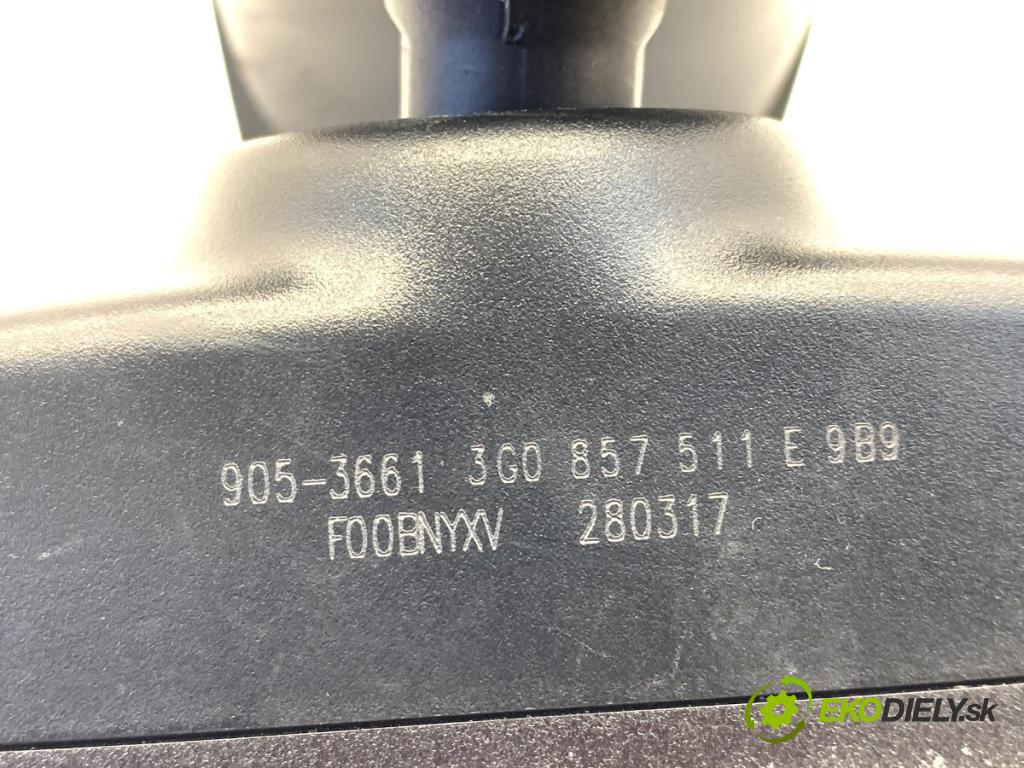 905-3661 3G0 857 511 E 9B9
F00BNYXV 280317
EKODIELY.sk